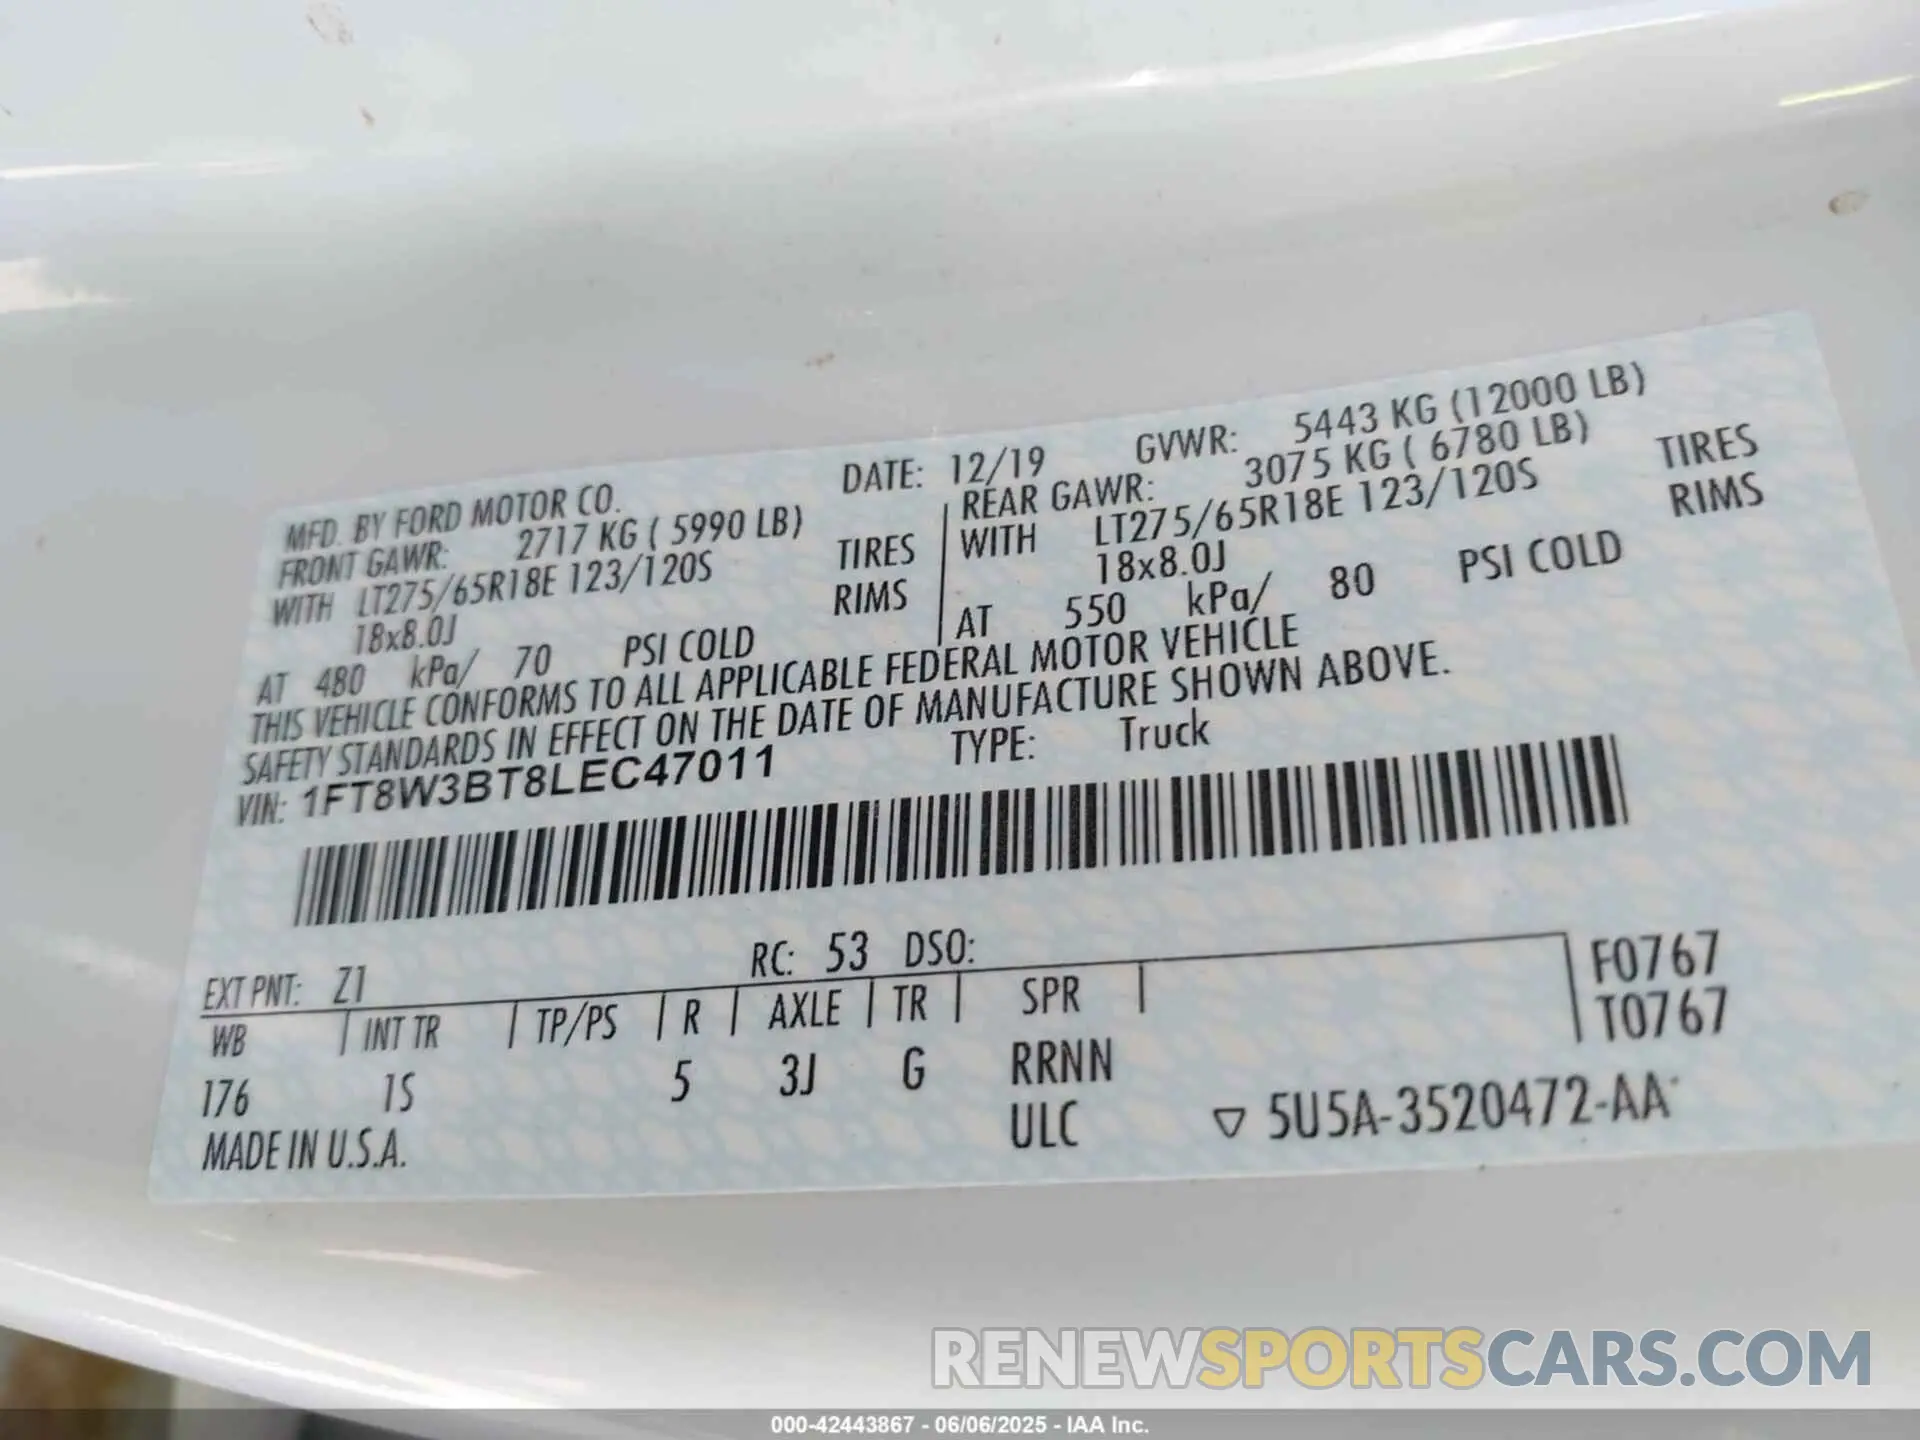 MFD. BY FORD MOTOR CO. DATE: 12/19 GVWR: 5443 KG (12000 LB)
FRONT GAWR: 2717 KG ( 5990 LB) REAR GAWR: 3075 KG ( 6780 LB)
WITH LT275/65R18E 123/120S TIRES WITH LT275/65R18E 123/120S TIRES
18x8.0J RIMS 18x8.0J RIMS
AT 480 kPa/ 70 PSI COLD AT 550 kPa/ 80 PSI COLD
THIS VEHICLE CONFORMS TO ALL APPLICABLE FEDERAL MOTOR VEHICLE
SAFETY STANDARDS IN EFFECT ON THE DATE OF MANUFACTURE SHOWN ABOVE.
VIN: 1FT8W3BT8LEC47011 TYPE: Truck
EXT PNT: Z1 RC: 53 DSO: F0767
WB INT TR TP/PS R AXLE TR SPR T0767
176 1S 5 3J G RRNN
MADE IN U.S.A. ULC ▽ 5U5A-3520472-AA
RENEWSPORTSCARS.COM
000-42443867 - 06/06/2025 - IAA Inc.